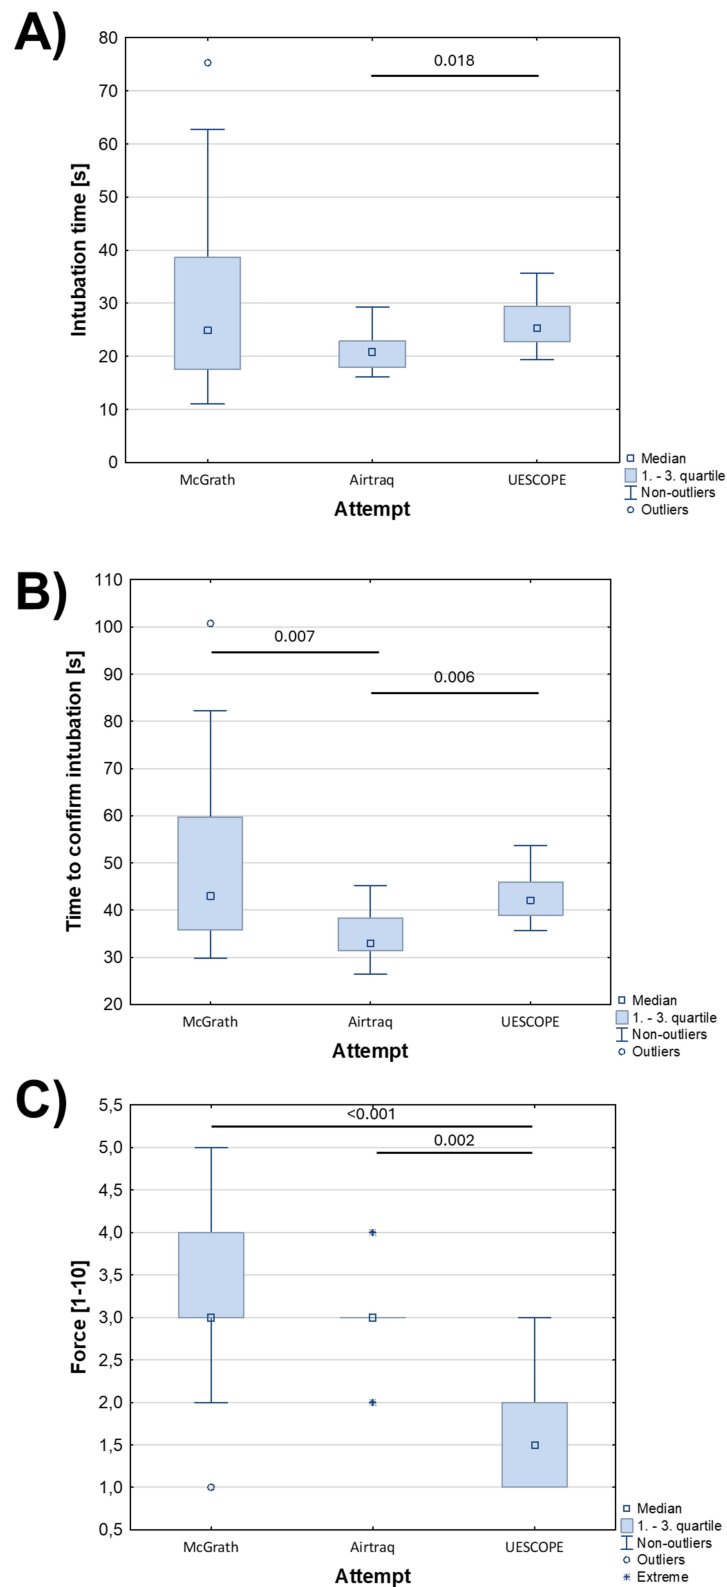 A)
80
0.018
70
60
50
40
30
20
10
0
Intubation time [s]
McGrath Airtraq UESCOPE
Attempt
Median
1. - 3. quartile
Non-outliers
Outliers
B)
110
100
0.007
90
0.006
80
70
60
50
40
30
20
Time to confirm intubation [s]
McGrath Airtraq UESCOPE
Attempt
Median
1. - 3. quartile
Non-outliers
Outliers
C)
5,5
<0.001
5,0
0.002
4,5
4,0
3,5
3,0
2,5
2,0
1,5
1,0
0,5
Force [1-10]
McGrath Airtraq UESCOPE
Attempt
Median
1. - 3. quartile
Non-outliers
Outliers
Extreme